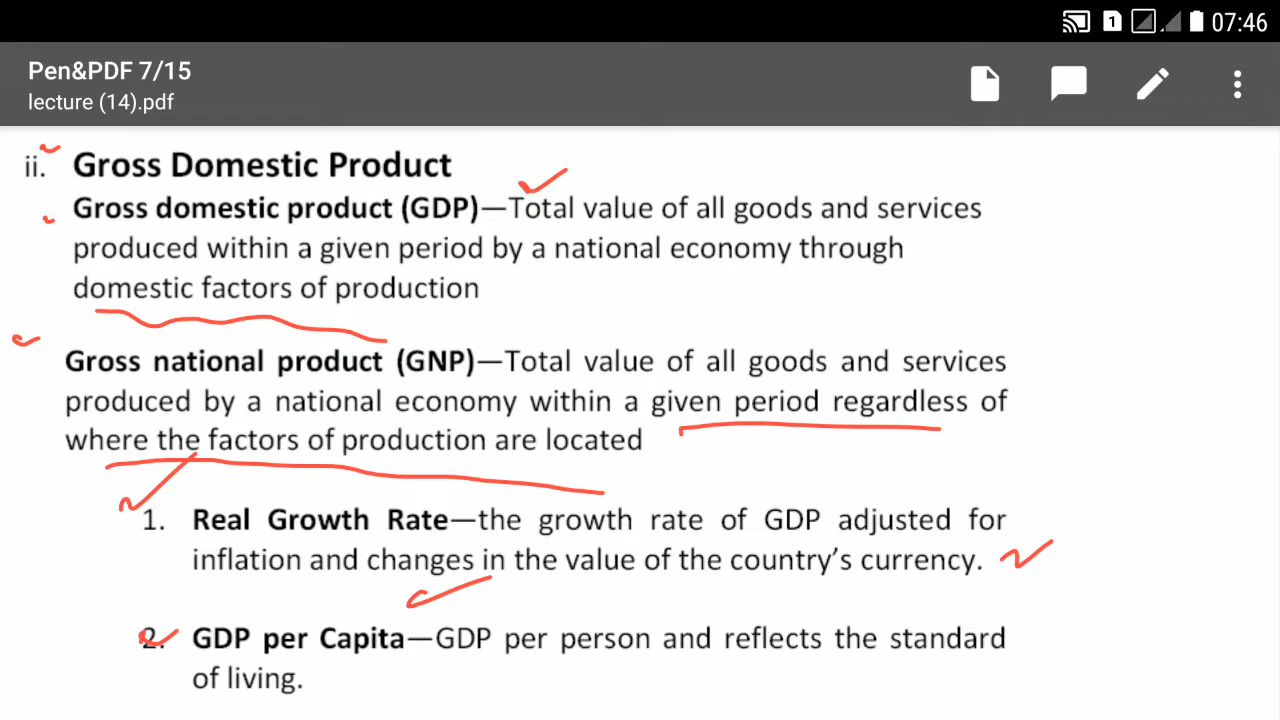 1 07:46
Pen&PDF 7/15
lecture (14).pdf
ii. Gross Domestic Product
Gross domestic product (GDP)—Total value of all goods and services
produced within a given period by a national economy through
domestic factors of production
Gross national product (GNP)—Total value of all goods and services
produced by a national economy within a given period regardless of
where the factors of production are located
1. Real Growth Rate—the growth rate of GDP adjusted for
inflation and changes in the value of the country’s currency.
2. GDP per Capita—GDP per person and reflects the standard
of living.